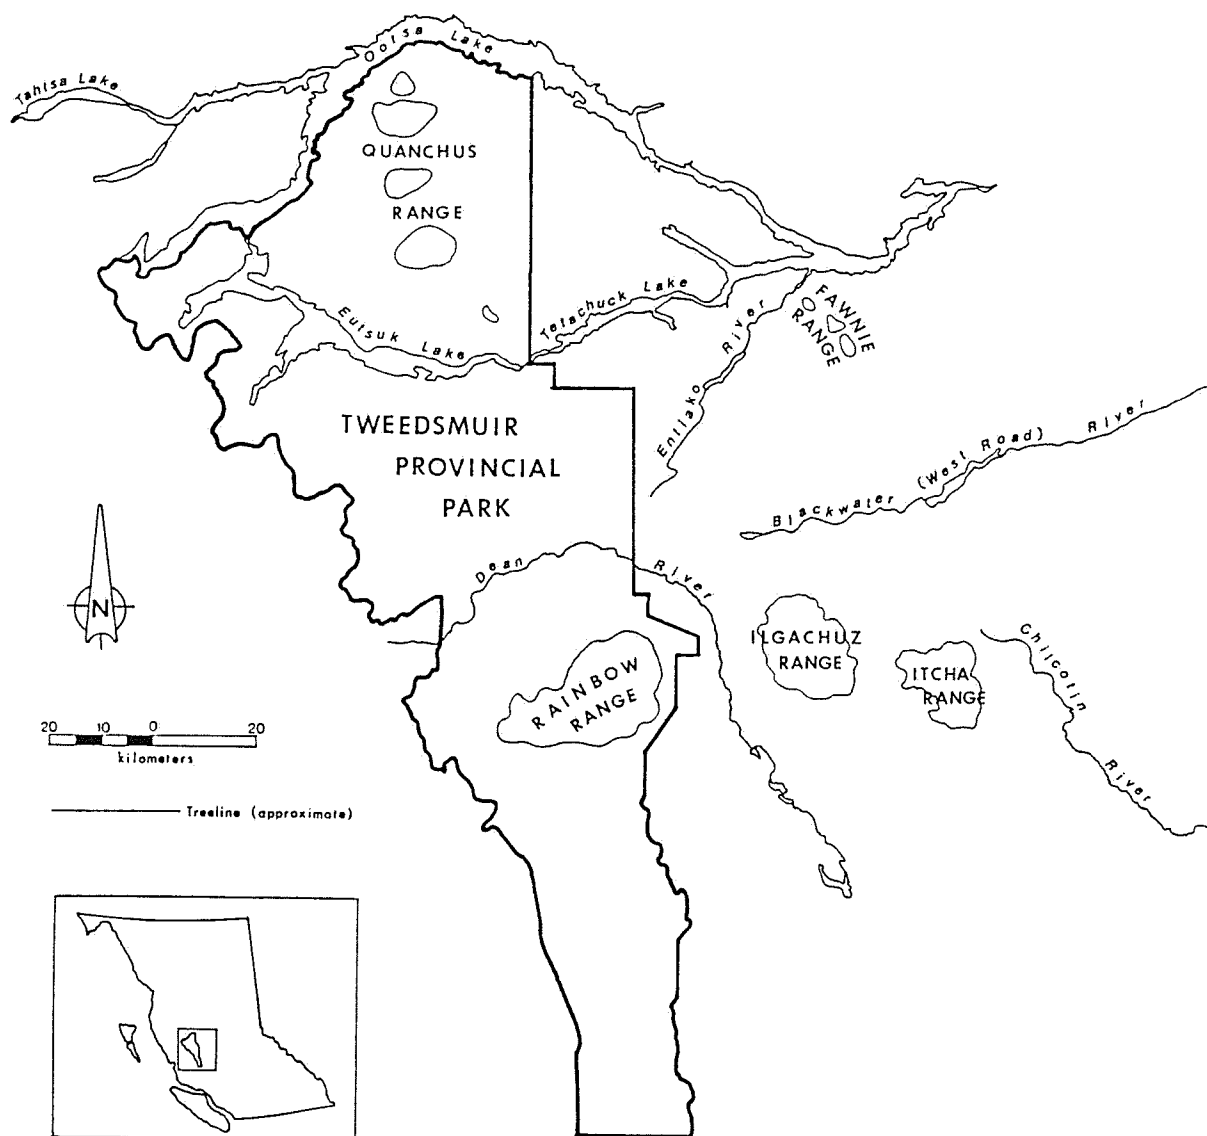 Ootsa Lake
Tahtsa Lake
QUANCHUS
RANGE
Eutsuk Lake
Tetachuck Lake
Entiako River
FAWNIE
RANGE
TWEEDSMUIR
PROVINCIAL
PARK
Blackwater (West Road) River
Dean River
N
ILGACHUZ
RANGE
ITCHA
RANGE
Chilcotin River
RAINBOW
RANGE
20 10 0 20
kilometers
Treeline (approximate)